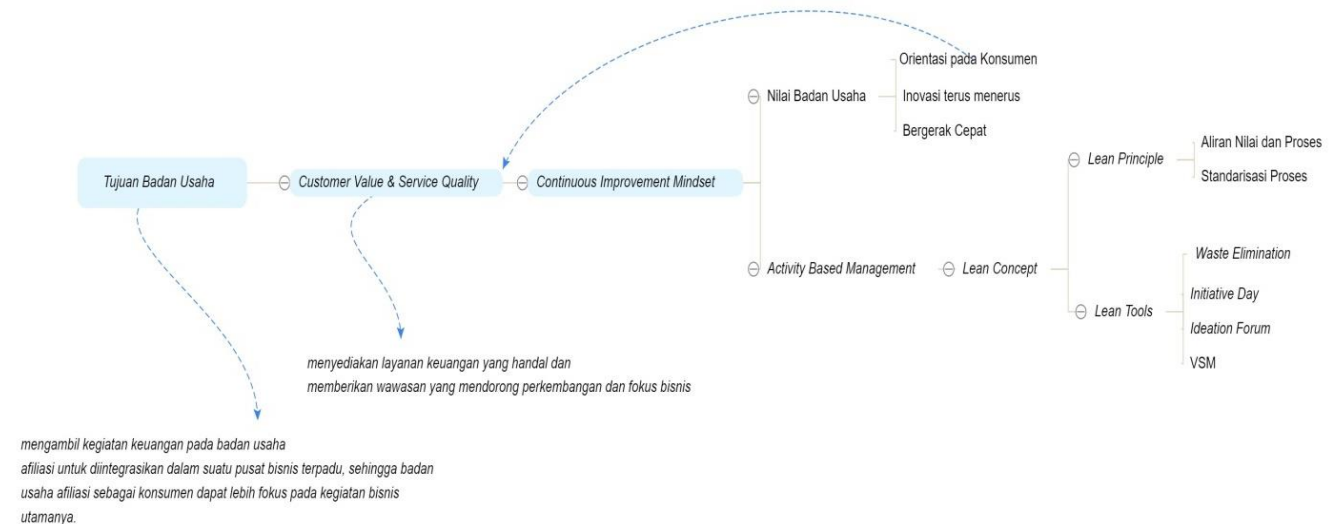 Orientasi pada Konsumen
Nilai Badan Usaha
Inovasi terus menerus
Bergerak Cepat
Aliran Nilai dan Proses
Lean Principle
Standarisasi Proses
Tujuan Badan Usaha
Customer Value & Service Quality
Continuous Improvement Mindset
Waste Elimination
Activity Based Management
Lean Concept
Initiative Day
Lean Tools
Ideation Forum
VSM
menyediakan layanan keuangan yang handal dan
memberikan wawasan yang mendorong perkembangan dan fokus bisnis
mengambil kegiatan keuangan pada badan usaha
afiliasi untuk diintegrasikan dalam suatu pusat bisnis terpadu, sehingga badan
usaha afiliasi sebagai konsumen dapat lebih fokus pada kegiatan bisnis
utamanya.